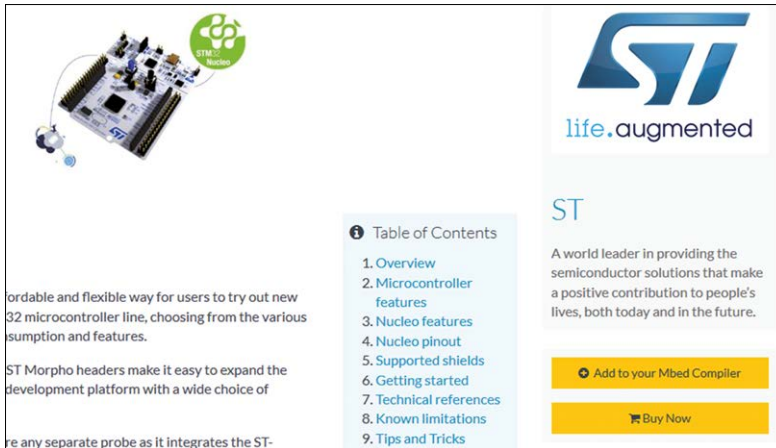 STM32
Nucleo
ST
life.augmented
ST
A world leader in providing the
semiconductor solutions that make
a positive contribution to people's
lives, both today and in the future.
Add to your Mbed Compiler
Buy Now
Table of Contents
1. Overview
2. Microcontroller
features
3. Nucleo features
4. Nucleo pinout
5. Supported shields
6. Getting started
7. Technical references
8. Known limitations
9. Tips and Tricks
fordable and flexible way for users to try out new
32 microcontroller line, choosing from the various
sumption and features.
ST Morpho headers make it easy to expand the
development platform with a wide choice of
re any separate probe as it integrates the ST-